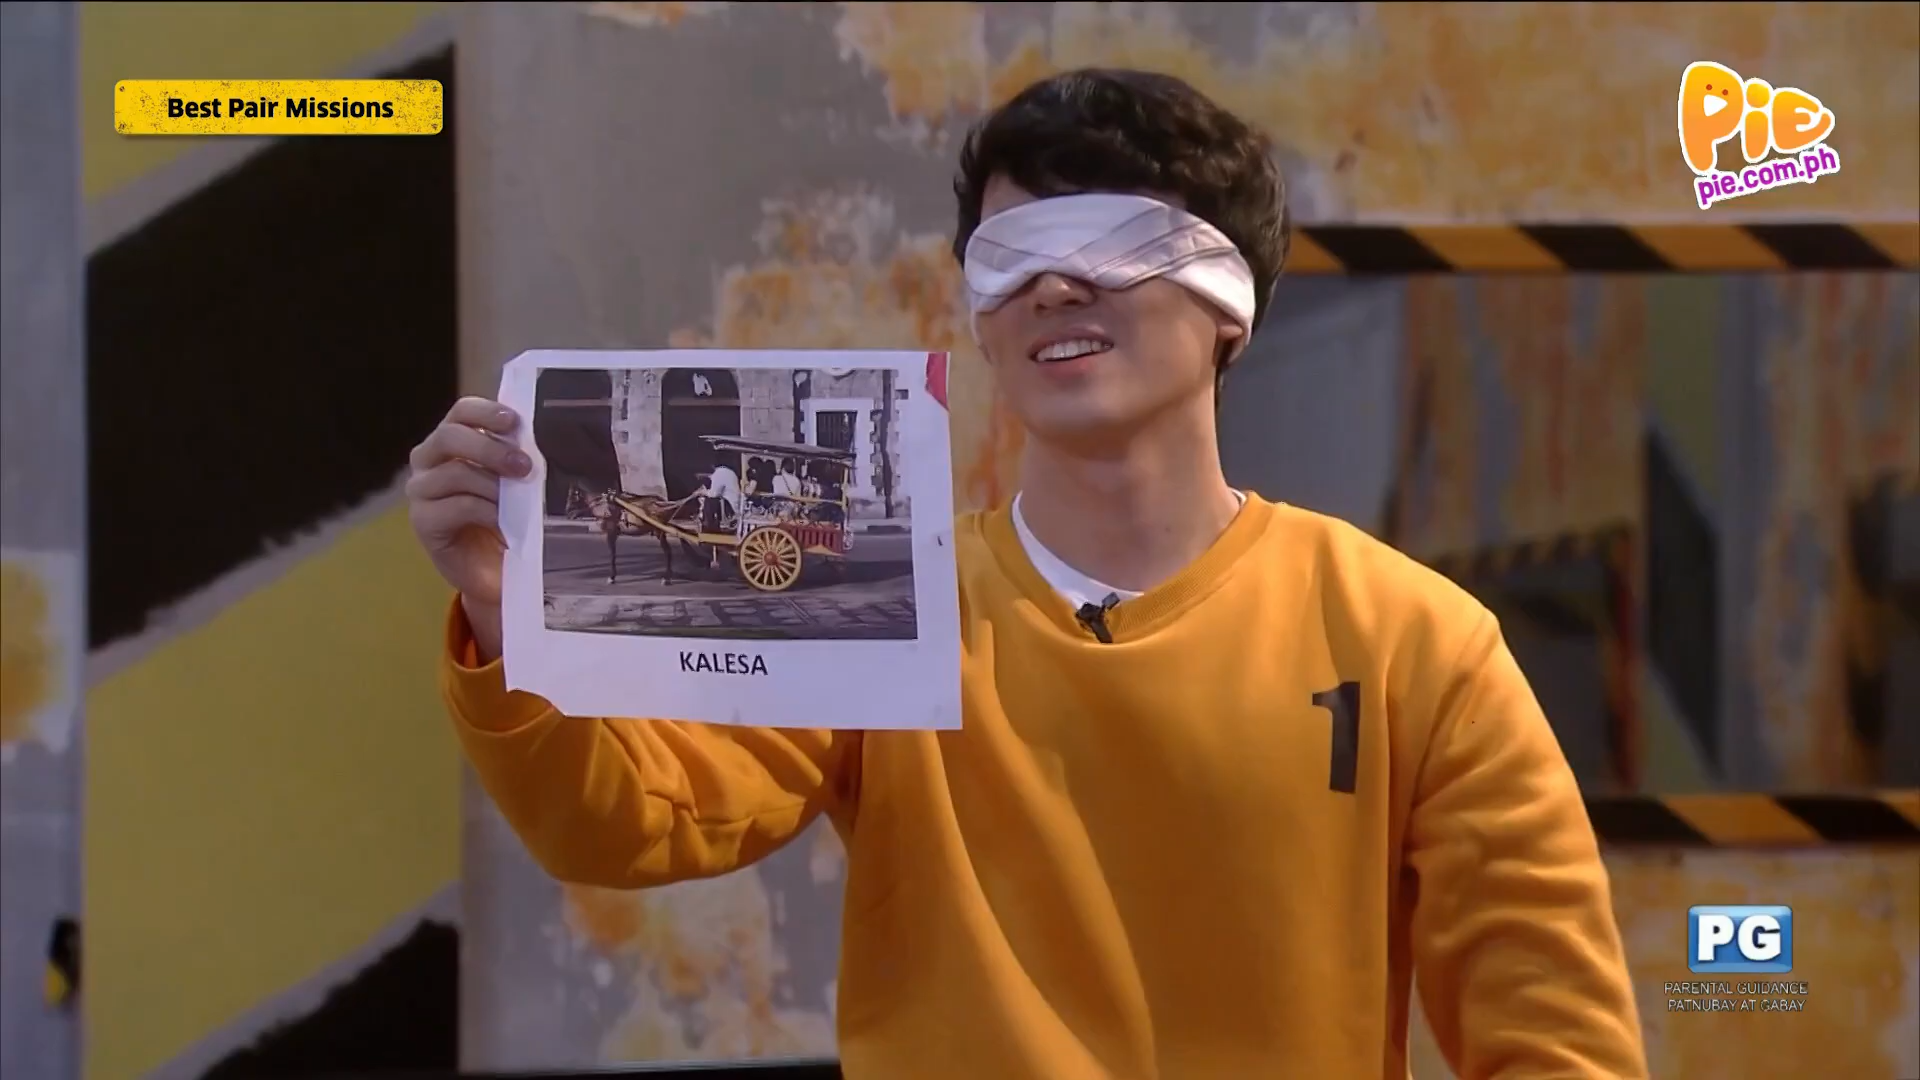 Best Pair Missions
Pie
pie.com.ph
KALESA
1
PG
PARENTAL GUIDANCE
PATNUBAY AT GABAY